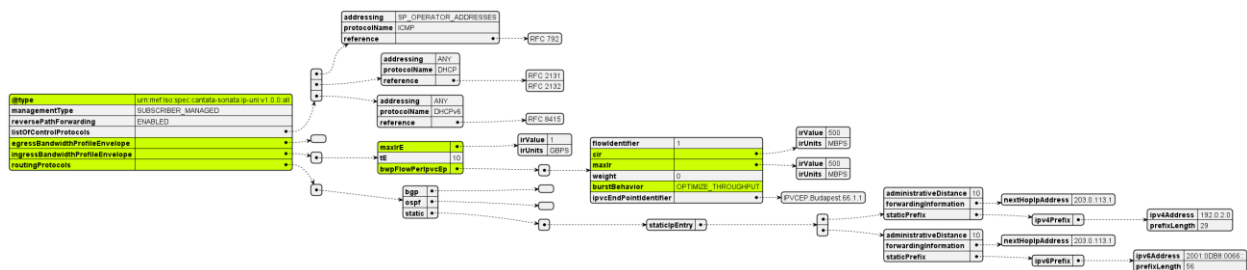 addressing SP_OPERATOR_ADDRESSES
protocolName ICMP
reference
RFC 792
addressing ANY
protocolName DHCP
reference
RFC 2131
RFC 2132
addressing ANY
protocolName DHCPv6
reference
RFC 8415
@type urn:mef:lso:spec:cantata-sonata:ip-uni:v1.0.0:all
managementType SUBSCRIBER_MANAGED
reversePathForwarding ENABLED
listOfControlProtocols
egressBandwidthProfileEnvelope
ingressBandwidthProfileEnvelope
routingProtocols
maxIrE
tE 10
bwpFlowPerIpvcEp
irValue 1
irUnits GBPS
flowIdentifier 1
cir
maxIr
weight 0
burstBehavior OPTIMIZE_THROUGHPUT
ipvcEndPointIdentifier
irValue 500
irUnits MBPS
irValue 500
irUnits MBPS
IPVCEP.Budapest.66.1.1
bgp
ospf
static
staticIpEntry
administrativeDistance 10
forwardingInformation
staticPrefix
nextHopIpAddress 203.0.113.1
ipv4Prefix
ipv4Address 192.0.2.0
prefixLength 29
administrativeDistance 10
forwardingInformation
staticPrefix
nextHopIpAddress 203.0.113.1
ipv6Prefix
ipv6Address 2001:0DB8:0066::
prefixLength 56